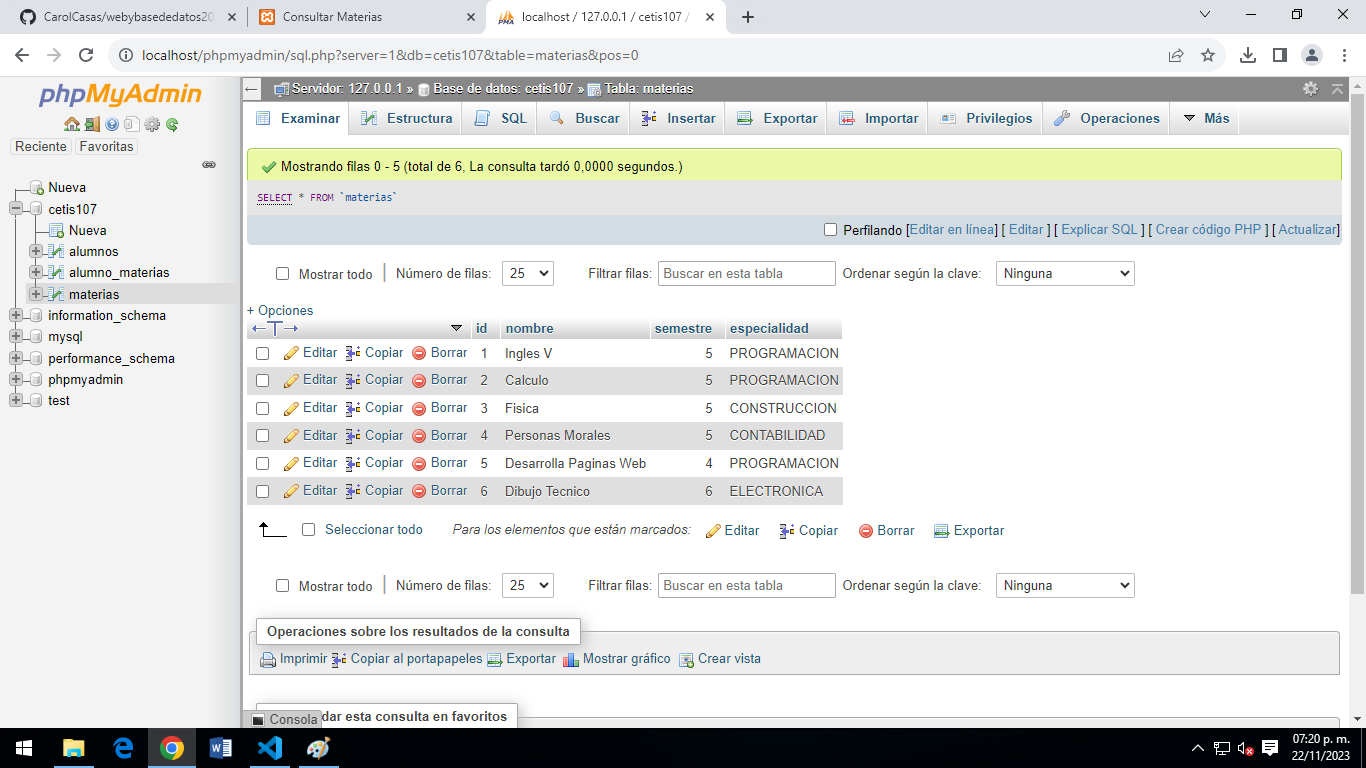 CarolCasas/webybasededatos20
Consultar Materias
localhost / 127.0.0.1 / cetis107 /
localhost/phpmyadmin/sql.php?server=1&db=cetis107&table=materias&pos=0
phpMyAdmin
Reciente Favoritas
Nueva
cetis107
Nueva
alumnos
alumno_materias
materias
information_schema
mysql
performance_schema
phpmyadmin
test
Servidor: 127.0.0.1 » Base de datos: cetis107 » Tabla: materias
Examinar Estructura SQL Buscar Insertar Exportar Importar Privilegios Operaciones Más
Mostrando filas 0 - 5 (total de 6, La consulta tardó 0,0000 segundos.)
SELECT * FROM `materias`
Perfilando [Editar en línea] [ Editar ] [ Explicar SQL ] [ Crear código PHP ] [ Actualizar]
Mostrar todo Número de filas: 25 Filtrar filas: Buscar en esta tabla Ordenar según la clave: Ninguna
+ Opciones
←T→ id nombre semestre especialidad
Editar Copiar Borrar 1 Ingles V 5 PROGRAMACION
Editar Copiar Borrar 2 Calculo 5 PROGRAMACION
Editar Copiar Borrar 3 Fisica 5 CONSTRUCCION
Editar Copiar Borrar 4 Personas Morales 5 CONTABILIDAD
Editar Copiar Borrar 5 Desarrolla Paginas Web 4 PROGRAMACION
Editar Copiar Borrar 6 Dibujo Tecnico 6 ELECTRONICA
Seleccionar todo Para los elementos que están marcados: Editar Copiar Borrar Exportar
Mostrar todo Número de filas: 25 Filtrar filas: Buscar en esta tabla Ordenar según la clave: Ninguna
Operaciones sobre los resultados de la consulta
Imprimir Copiar al portapapeles Exportar Mostrar gráfico Crear vista
dar esta consulta en favoritos
Consola
07:20 p. m.
22/11/2023